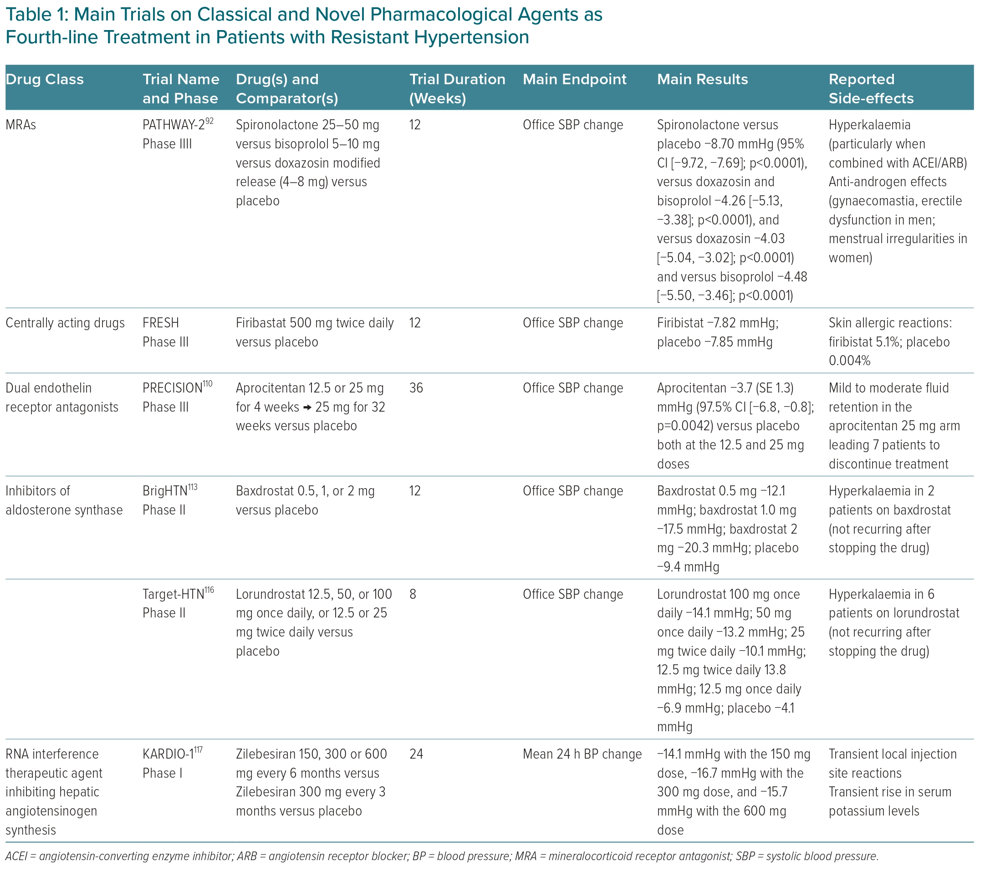 Table 1: Main Trials on Classical and Novel Pharmacological Agents as
Fourth-line Treatment in Patients with Resistant Hypertension
Drug Class
Trial Name
and Phase
Drug(s) and
Comparator(s)
Trial Duration
(Weeks)
Main Endpoint
Main Results
Reported
Side-effects
MRAs
PATHWAY-2⁹²
Phase IIII
Spironolactone 25–50 mg
versus bisoprolol 5–10 mg
versus doxazosin modified
release (4–8 mg) versus
placebo
12
Office SBP change
Spironolactone versus
placebo −8.70 mmHg (95%
CI [−9.72, −7.69]; p<0.0001),
versus doxazosin and
bisoprolol −4.26 [−5.13,
−3.38]; p<0.0001), and
versus doxazosin −4.03
[−5.04, −3.02]; p<0.0001)
and versus bisoprolol −4.48
[−5.50, −3.46]; p<0.0001)
Hyperkalaemia
(particularly when
combined with ACEI/ARB)
Anti-androgen effects
(gynaecomastia, erectile
dysfunction in men;
menstrual irregularities in
women)
Centrally acting drugs
FRESH
Phase III
Firibastat 500 mg twice daily
versus placebo
12
Office SBP change
Firibistat −7.82 mmHg;
placebo −7.85 mmHg
Skin allergic reactions:
firibistat 5.1%; placebo
0.004%
Dual endothelin
receptor antagonists
PRECISION¹¹⁰
Phase III
Aprocitentan 12.5 or 25 mg
for 4 weeks → 25 mg for 32
weeks versus placebo
36
Office SBP change
Aprocitentan −3.7 (SE 1.3)
mmHg (97.5% CI [−6.8, −0.8];
p=0.0042) versus placebo
both at the 12.5 and 25 mg
doses
Mild to moderate fluid
retention in the
aprocitentan 25 mg arm
leading 7 patients to
discontinue treatment
Inhibitors of
aldosterone synthase
BrigHTN¹¹³
Phase II
Baxdrostat 0.5, 1, or 2 mg
versus placebo
12
Office SBP change
Baxdrostat 0.5 mg −12.1
mmHg; baxdrostat 1.0 mg
−17.5 mmHg; baxdrostat 2
mg −20.3 mmHg; placebo
−9.4 mmHg
Hyperkalaemia in 2
patients on baxdrostat
(not recurring after
stopping the drug)
Target-HTN¹¹⁶
Phase II
Lorundrostat 12.5, 50, or 100
mg once daily, or 12.5 or 25
mg twice daily versus
placebo
8
Office SBP change
Lorundrostat 100 mg once
daily −14.1 mmHg; 50 mg
once daily −13.2 mmHg; 25
mg twice daily −10.1 mmHg;
12.5 mg twice daily 13.8
mmHg; 12.5 mg once daily
−6.9 mmHg; placebo −4.1
mmHg
Hyperkalaemia in 6
patients on lorundrostat
(not recurring after
stopping the drug)
RNA interference
therapeutic agent
inhibiting hepatic
angiotensinogen
synthesis
KARDIO-1¹¹⁷
Phase I
Zilebesiran 150, 300 or 600
mg every 6 months versus
Zilebesiran 300 mg every 3
months versus placebo
24
Mean 24 h BP change
−14.1 mmHg with the 150 mg
dose, −16.7 mmHg with the
300 mg dose, and −15.7
mmHg with the 600 mg
dose
Transient local injection
site reactions
Transient rise in serum
potassium levels
ACEI = angiotensin-converting enzyme inhibitor; ARB = angiotensin receptor blocker; BP = blood pressure; MRA = mineralocorticoid receptor antagonist; SBP = systolic blood pressure.